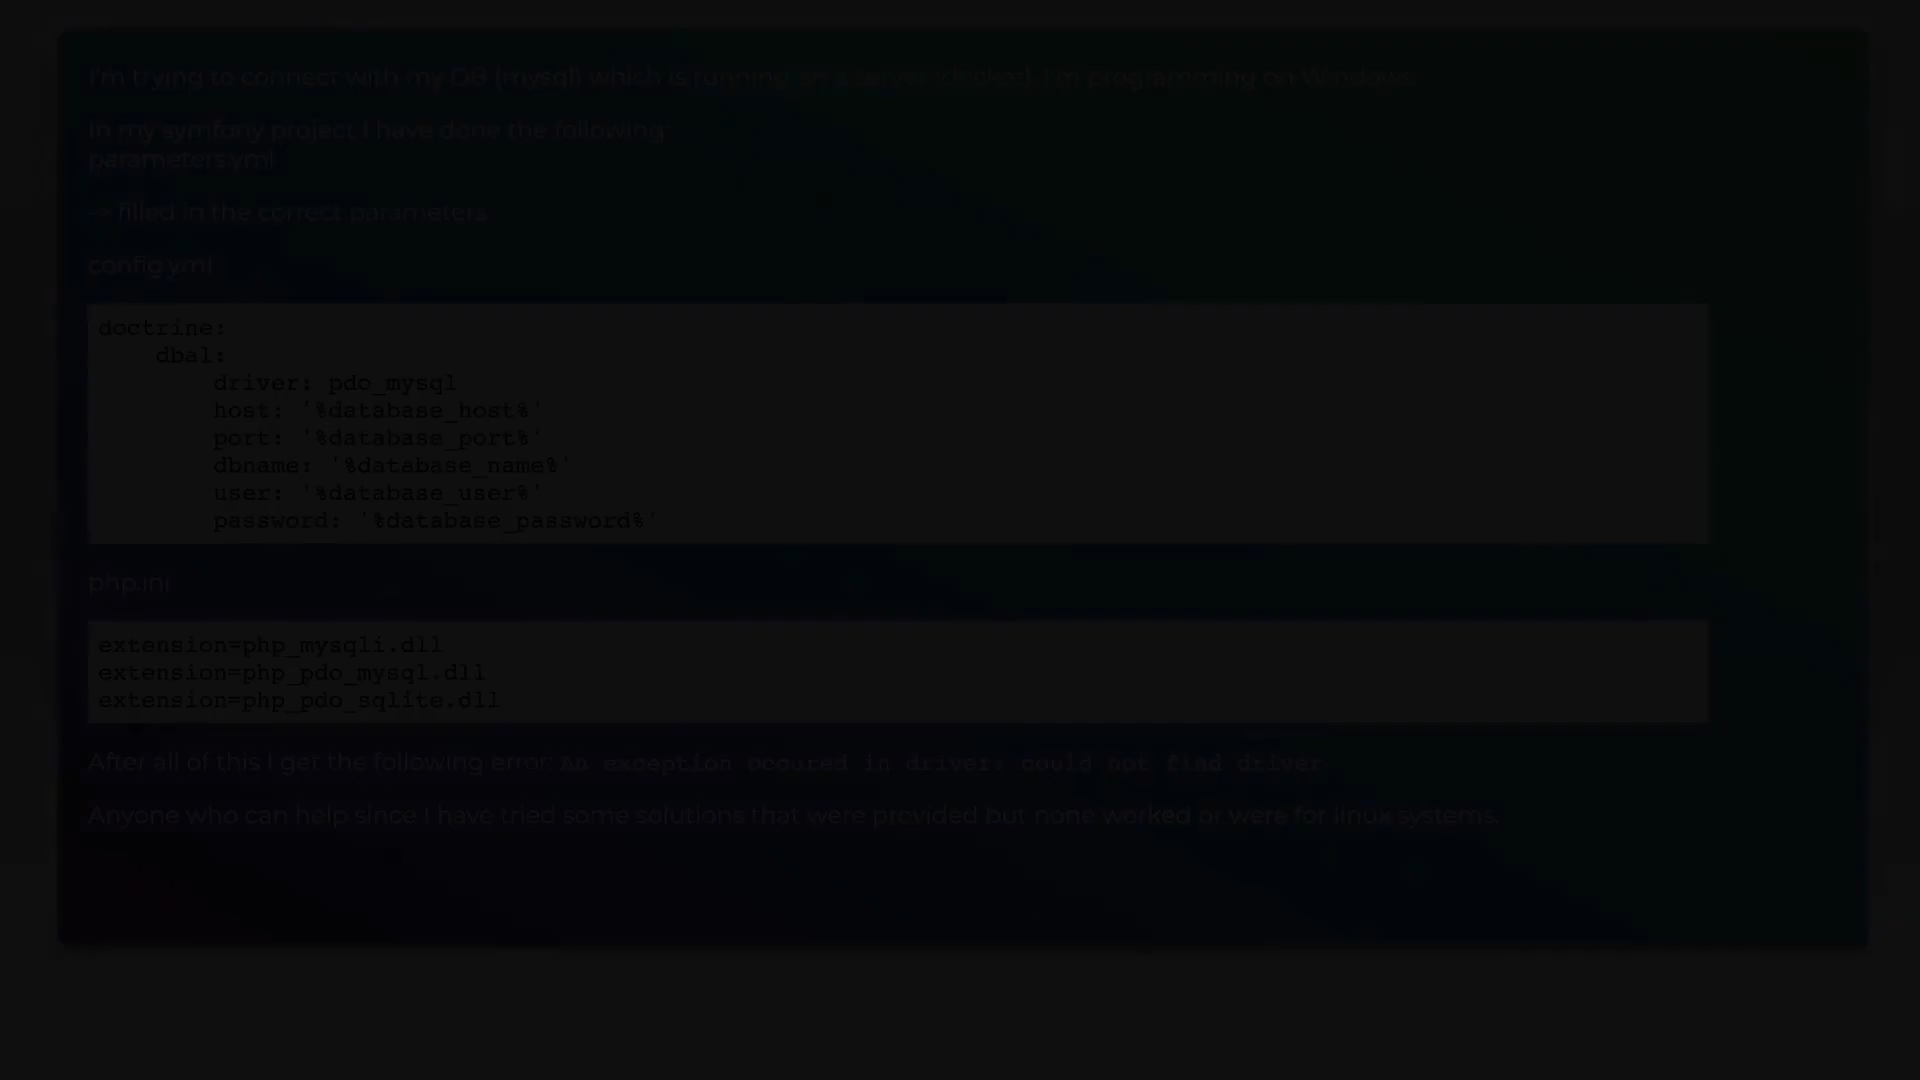 I'm trying to connect with my DB (mysql) which is running on a server (docker). I'm programming on Windows.
In my symfony project I have done the following:
parameters.yml
-> filled in the correct parameters
config.yml
doctrine:
    dbal:
        driver: pdo_mysql
        host: '%database_host%'
        port: '%database_port%'
        dbname: '%database_name%'
        user: '%database_user%'
        password: '%database_password%'
php.ini
extension=php_mysqli.dll
extension=php_pdo_mysql.dll
extension=php_pdo_sqlite.dll
After all of this I get the following error: An exception occured in driver: could not find driver
Anyone who can help since I have tried some solutions that were provided but none worked or were for linux systems.